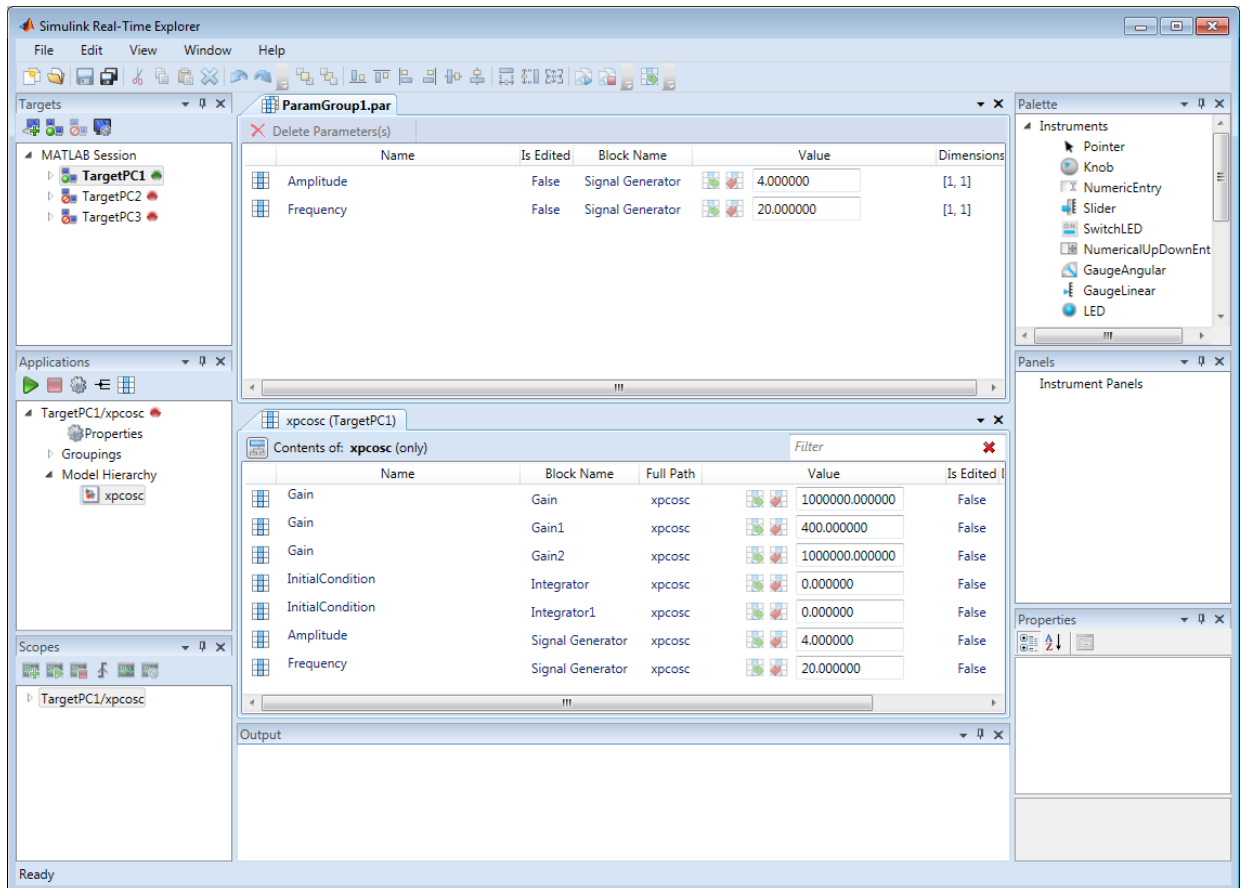 Simulink Real-Time Explorer
File Edit View Window Help
Targets
MATLAB Session
TargetPC1
TargetPC2
TargetPC3
ParamGroup1.par
Delete Parameters(s)
Name Is Edited Block Name Value Dimensions
Amplitude False Signal Generator 4.000000 [1, 1]
Frequency False Signal Generator 20.000000 [1, 1]
Palette
Instruments
Pointer
Knob
NumericEntry
Slider
SwitchLED
NumericalUpDownEnt
GaugeAngular
GaugeLinear
LED
Applications
TargetPC1/xpcosc
Properties
Groupings
Model Hierarchy
xpcosc
xpcosc (TargetPC1)
Contents of: xpcosc (only) Filter
Name Block Name Full Path Value Is Edited
Gain Gain xpcosc 1000000.000000 False
Gain Gain1 xpcosc 400.000000 False
Gain Gain2 xpcosc 1000000.000000 False
InitialCondition Integrator xpcosc 0.000000 False
InitialCondition Integrator1 xpcosc 0.000000 False
Amplitude Signal Generator xpcosc 4.000000 False
Frequency Signal Generator xpcosc 20.000000 False
Panels
Instrument Panels
Scopes
TargetPC1/xpcosc
Output
Properties
Ready